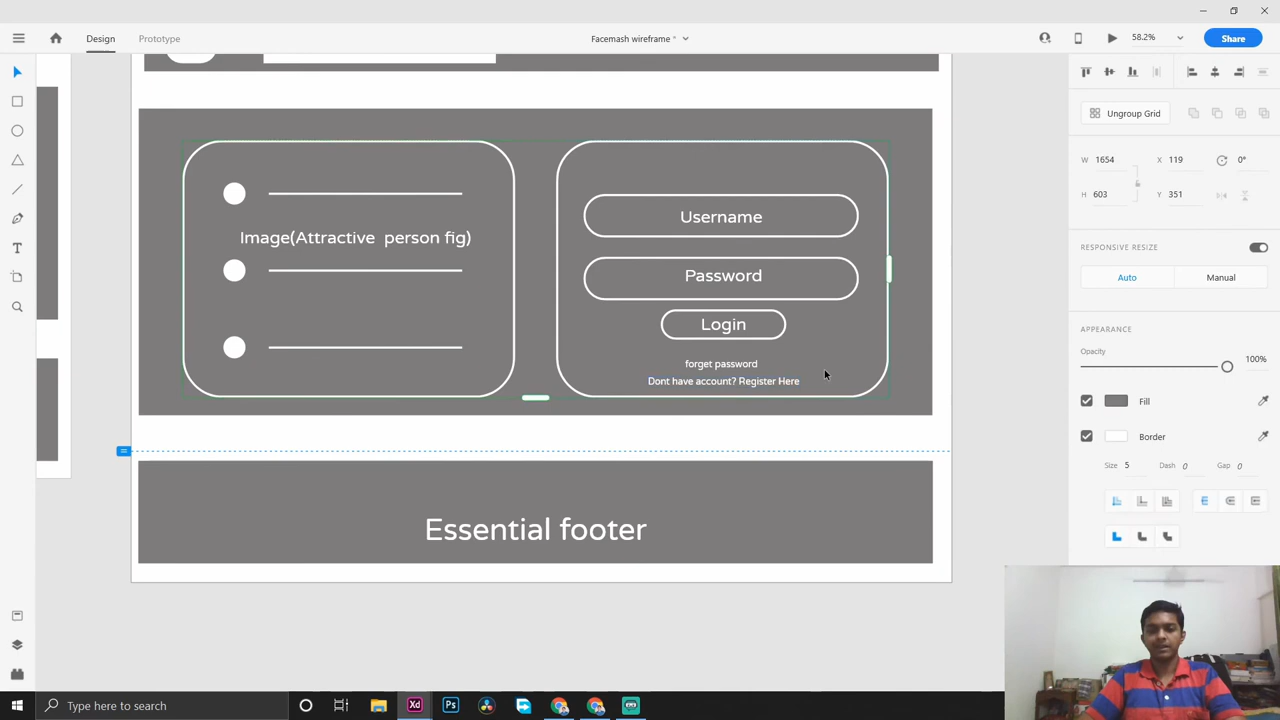 Design
Prototype
Facemash wireframe *
58.2%
Share
Ungroup Grid
W 1654
X 119
0°
H 603
Y 351
RESPONSIVE RESIZE
Auto
Manual
APPEARANCE
Opacity
100%
Fill
Border
Size 5
Dash 0
Gap 0
Image(Attractive person fig)
Username
Password
Login
forget password
Dont have account? Register Here
Essential footer
Type here to search
Xd
Ps